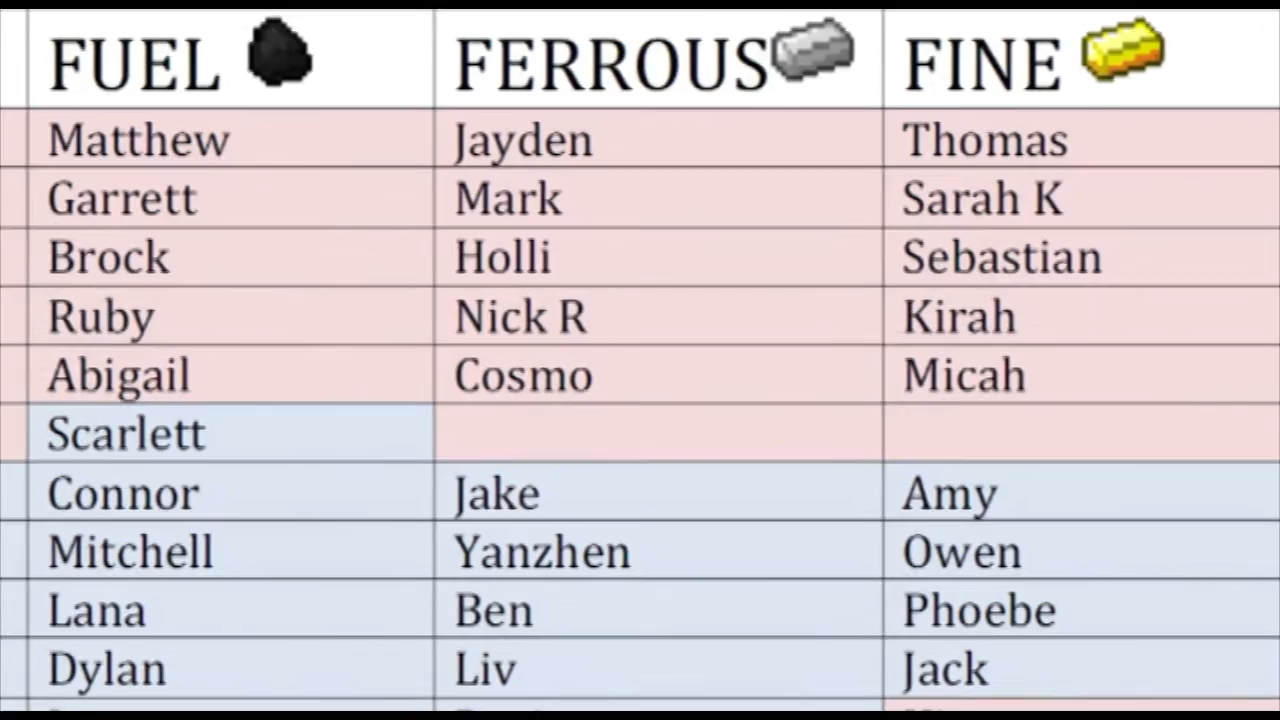 FUEL FERROUS FINE
Matthew Jayden Thomas
Garrett Mark Sarah K
Brock Holli Sebastian
Ruby Nick R Kirah
Abigail Cosmo Micah
Scarlett
Connor Jake Amy
Mitchell Yanzhen Owen
Lana Ben Phoebe
Dylan Liv Jack